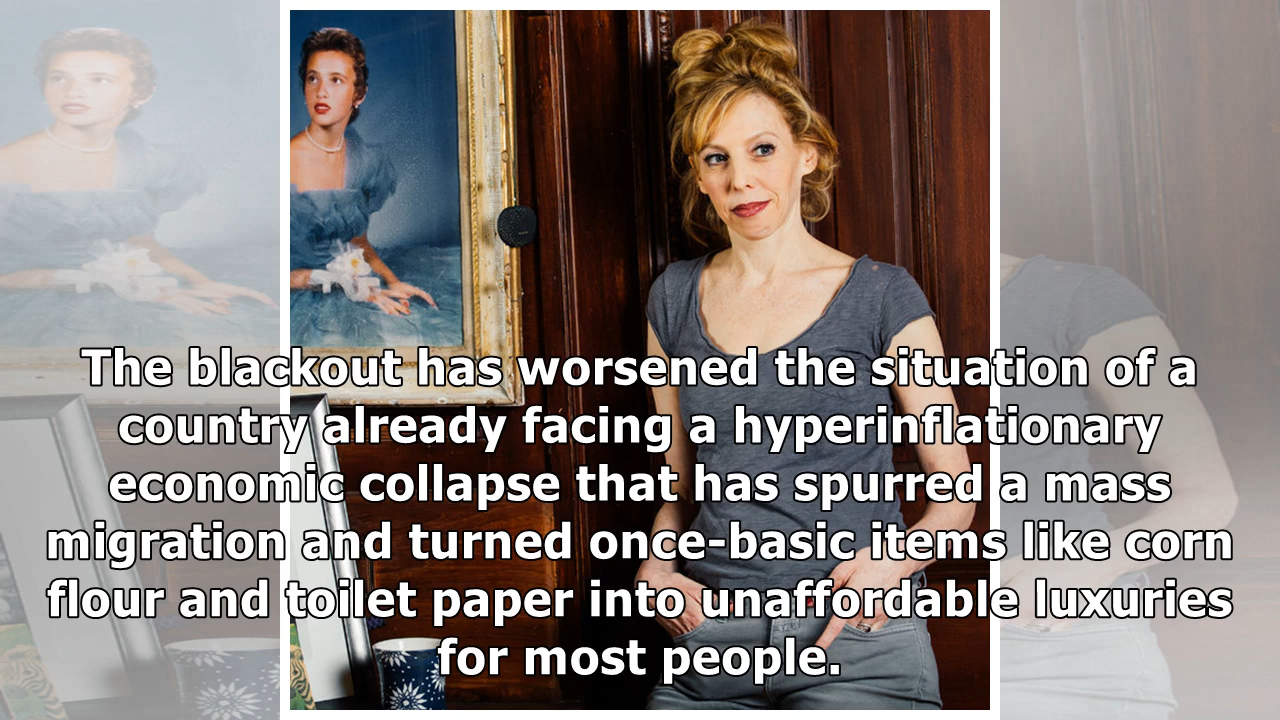 The blackout has worsened the situation of a
country already facing a hyperinflationary
economic collapse that has spurred a mass
migration and turned once-basic items like corn
flour and toilet paper into unaffordable luxuries
for most people.